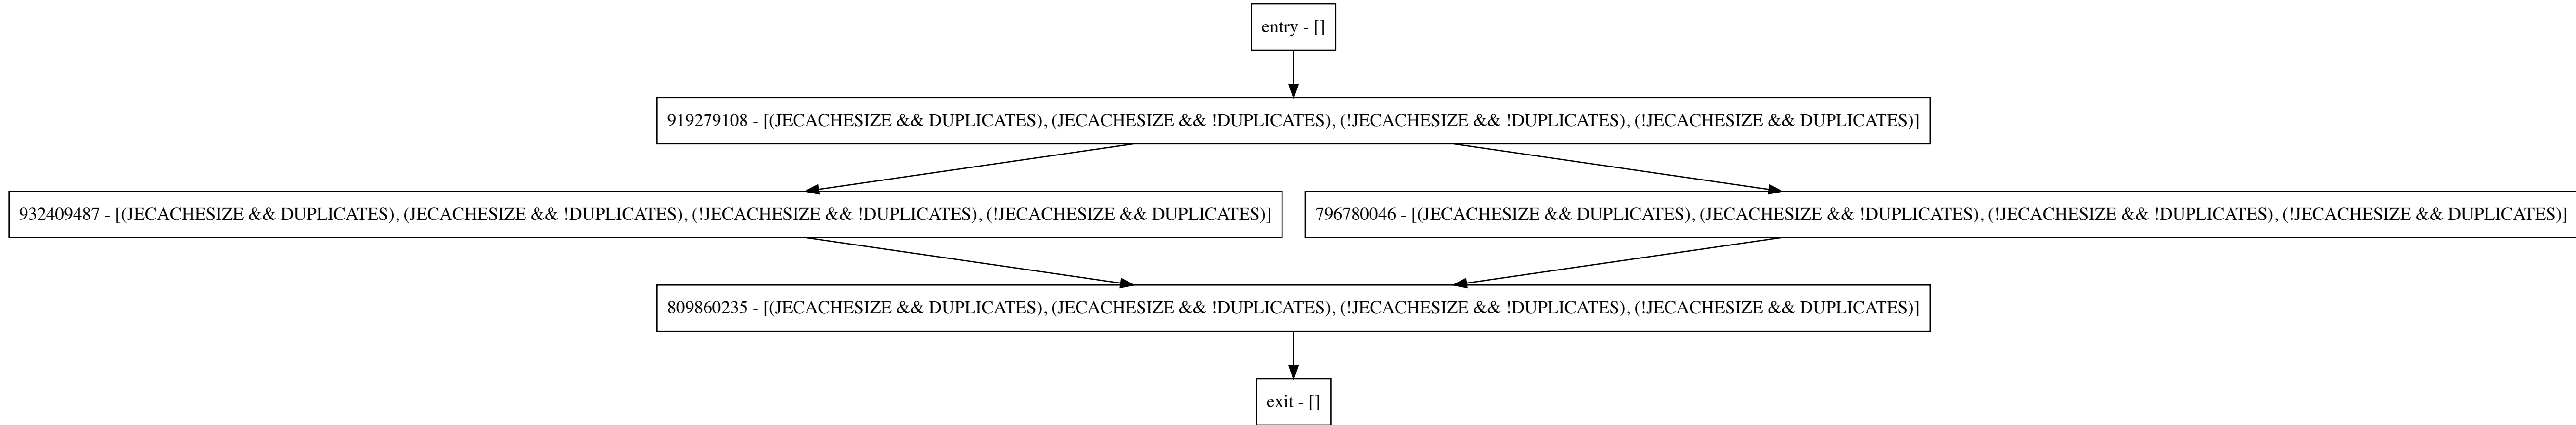 entry - []
919279108 - [(JECACHESIZE && DUPLICATES), (JECACHESIZE && !DUPLICATES), (!JECACHESIZE && !DUPLICATES), (!JECACHESIZE && DUPLICATES)]
932409487 - [(JECACHESIZE && DUPLICATES), (JECACHESIZE && !DUPLICATES), (!JECACHESIZE && !DUPLICATES), (!JECACHESIZE && DUPLICATES)]
796780046 - [(JECACHESIZE && DUPLICATES), (JECACHESIZE && !DUPLICATES), (!JECACHESIZE && !DUPLICATES), (!JECACHESIZE && DUPLICATES)]
809860235 - [(JECACHESIZE && DUPLICATES), (JECACHESIZE && !DUPLICATES), (!JECACHESIZE && !DUPLICATES), (!JECACHESIZE && DUPLICATES)]
exit - []